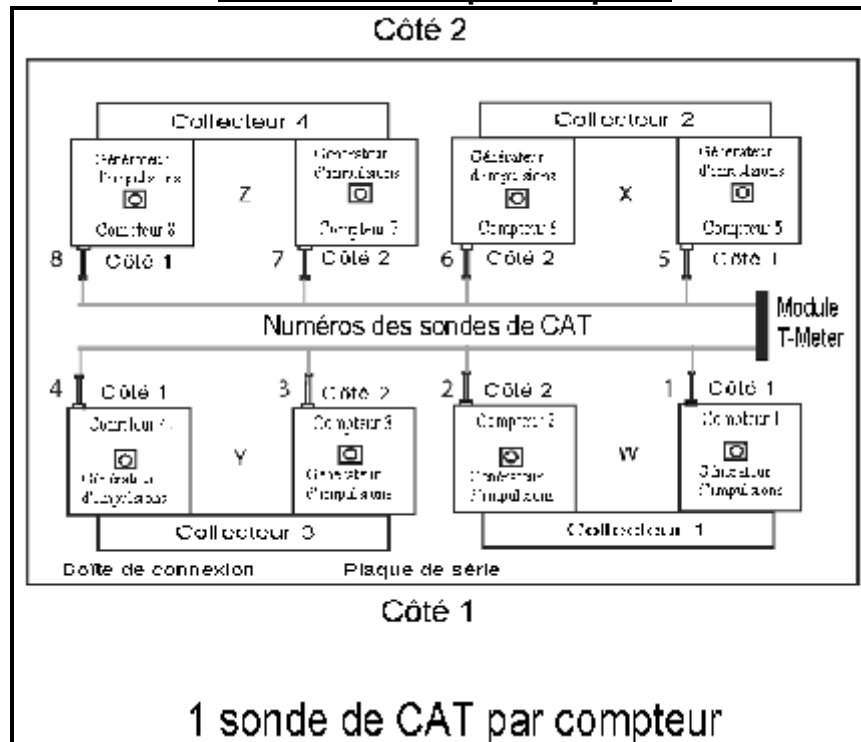 Côté 2
Collecteur 4
Collecteur 2
Générateur d'impulsions
Générateur d'impulsions
Générateur d'impulsions
Générateur d'impulsions
Z
X
Compteur 8
Compteur 7
Compteur 5
8 Côté 1
7 Côté 2
6 Côté 2
5 Côté 1
Numéros des sondes de CAT
Module
T-Meter
4 Côté 1
3 Côté 2
2 Côté 2
1 Côté 1
Compteur 4
Compteur 3
Compteur 2
Compteur 1
Y
W
Générateur d'impulsions
Générateur d'impulsions
Générateur d'impulsions
Générateur d'impulsions
Collecteur 3
Collecteur 1
Boîte de connexion
Plaque de série
Côté 1
1 sonde de CAT par compteur